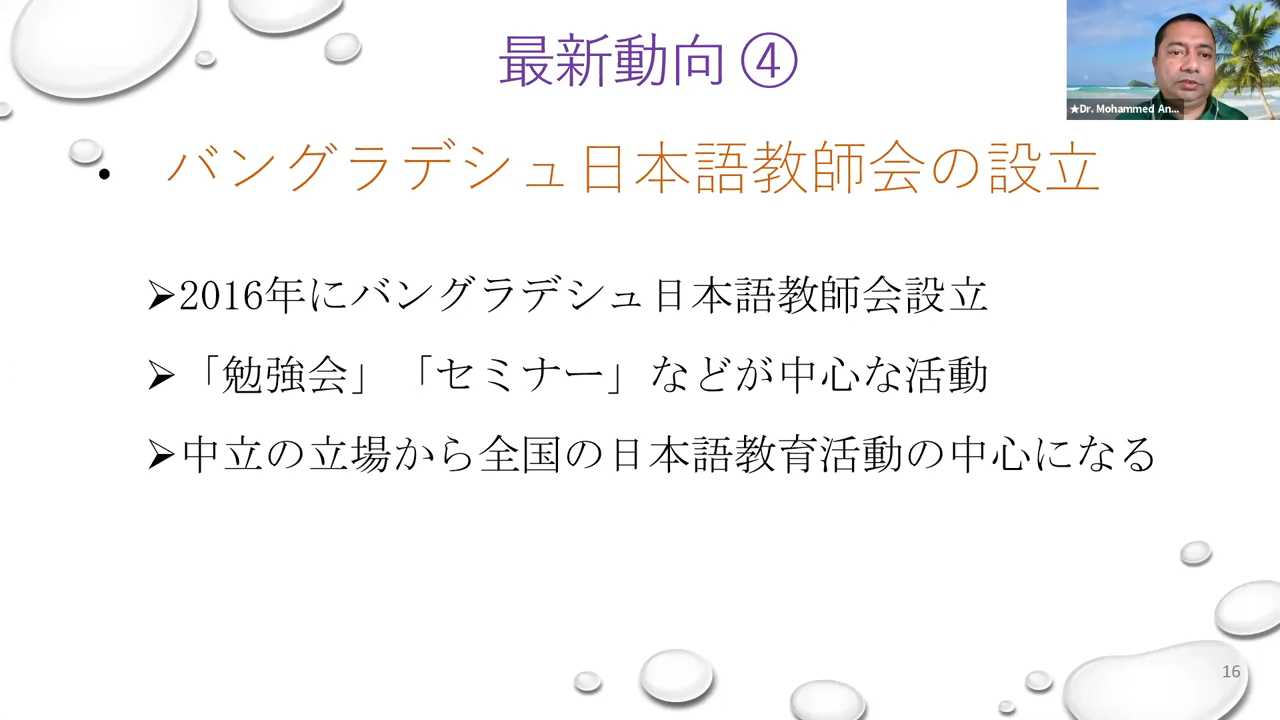 最新動向 ④
★Dr. Mohammed An...
• バングラデシュ日本語教師会の設立
➢2016年にバングラデシュ日本語教師会設立
➢「勉強会」「セミナー」などが中心な活動
➢中立の立場から全国の日本語教育活動の中心になる
16